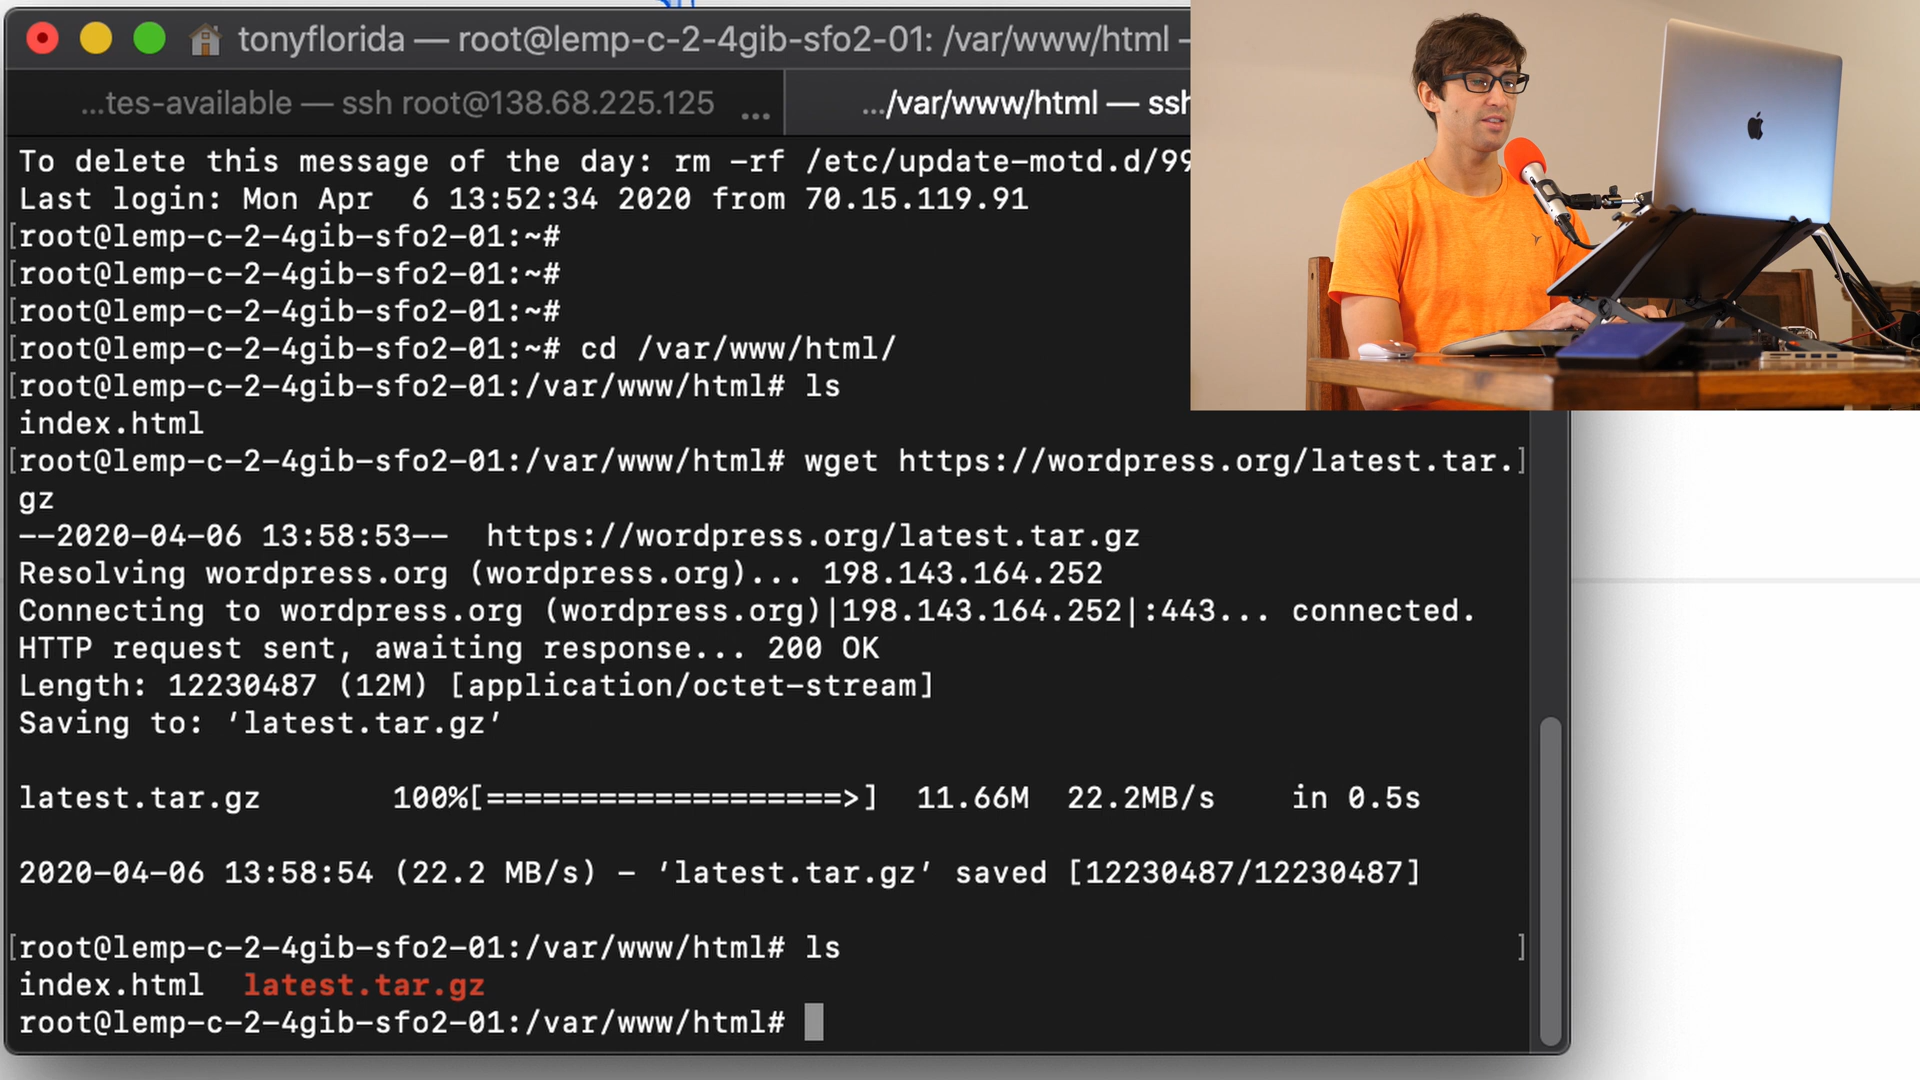 tonyflorida — root@lemp-c-2-4gib-sfo2-01: /var/www/html –
...tes-available — ssh root@138.68.225.125 ...
.../var/www/html — ssh
To delete this message of the day: rm -rf /etc/update-motd.d/99
Last login: Mon Apr  6 13:52:34 2020 from 70.15.119.91
[root@lemp-c-2-4gib-sfo2-01:~#
[root@lemp-c-2-4gib-sfo2-01:~#
[root@lemp-c-2-4gib-sfo2-01:~#
[root@lemp-c-2-4gib-sfo2-01:~# cd /var/www/html/
[root@lemp-c-2-4gib-sfo2-01:/var/www/html# ls
index.html
[root@lemp-c-2-4gib-sfo2-01:/var/www/html# wget https://wordpress.org/latest.tar.]
gz
--2020-04-06 13:58:53--  https://wordpress.org/latest.tar.gz
Resolving wordpress.org (wordpress.org)... 198.143.164.252
Connecting to wordpress.org (wordpress.org)|198.143.164.252|:443... connected.
HTTP request sent, awaiting response... 200 OK
Length: 12230487 (12M) [application/octet-stream]
Saving to: ‘latest.tar.gz’
latest.tar.gz       100%[===================>]  11.66M  22.2MB/s    in 0.5s
2020-04-06 13:58:54 (22.2 MB/s) - ‘latest.tar.gz’ saved [12230487/12230487]
[root@lemp-c-2-4gib-sfo2-01:/var/www/html# ls ]
index.html  latest.tar.gz
root@lemp-c-2-4gib-sfo2-01:/var/www/html#